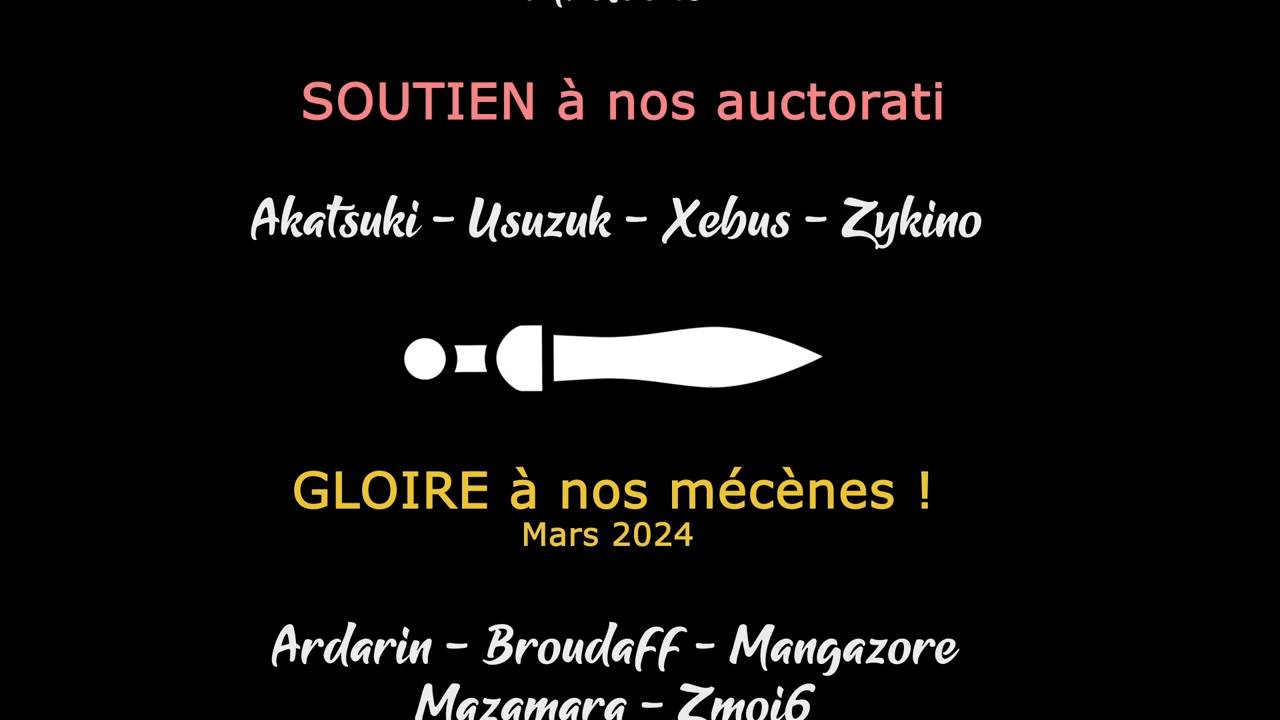 SOUTIEN à nos auctorati
Akatsuki - Usuzuk - Xebus - Zykino
GLOIRE à nos mécènes !
Mars 2024
Ardarin - Broudaff - Mangazore
Mazamara - Zmoi6